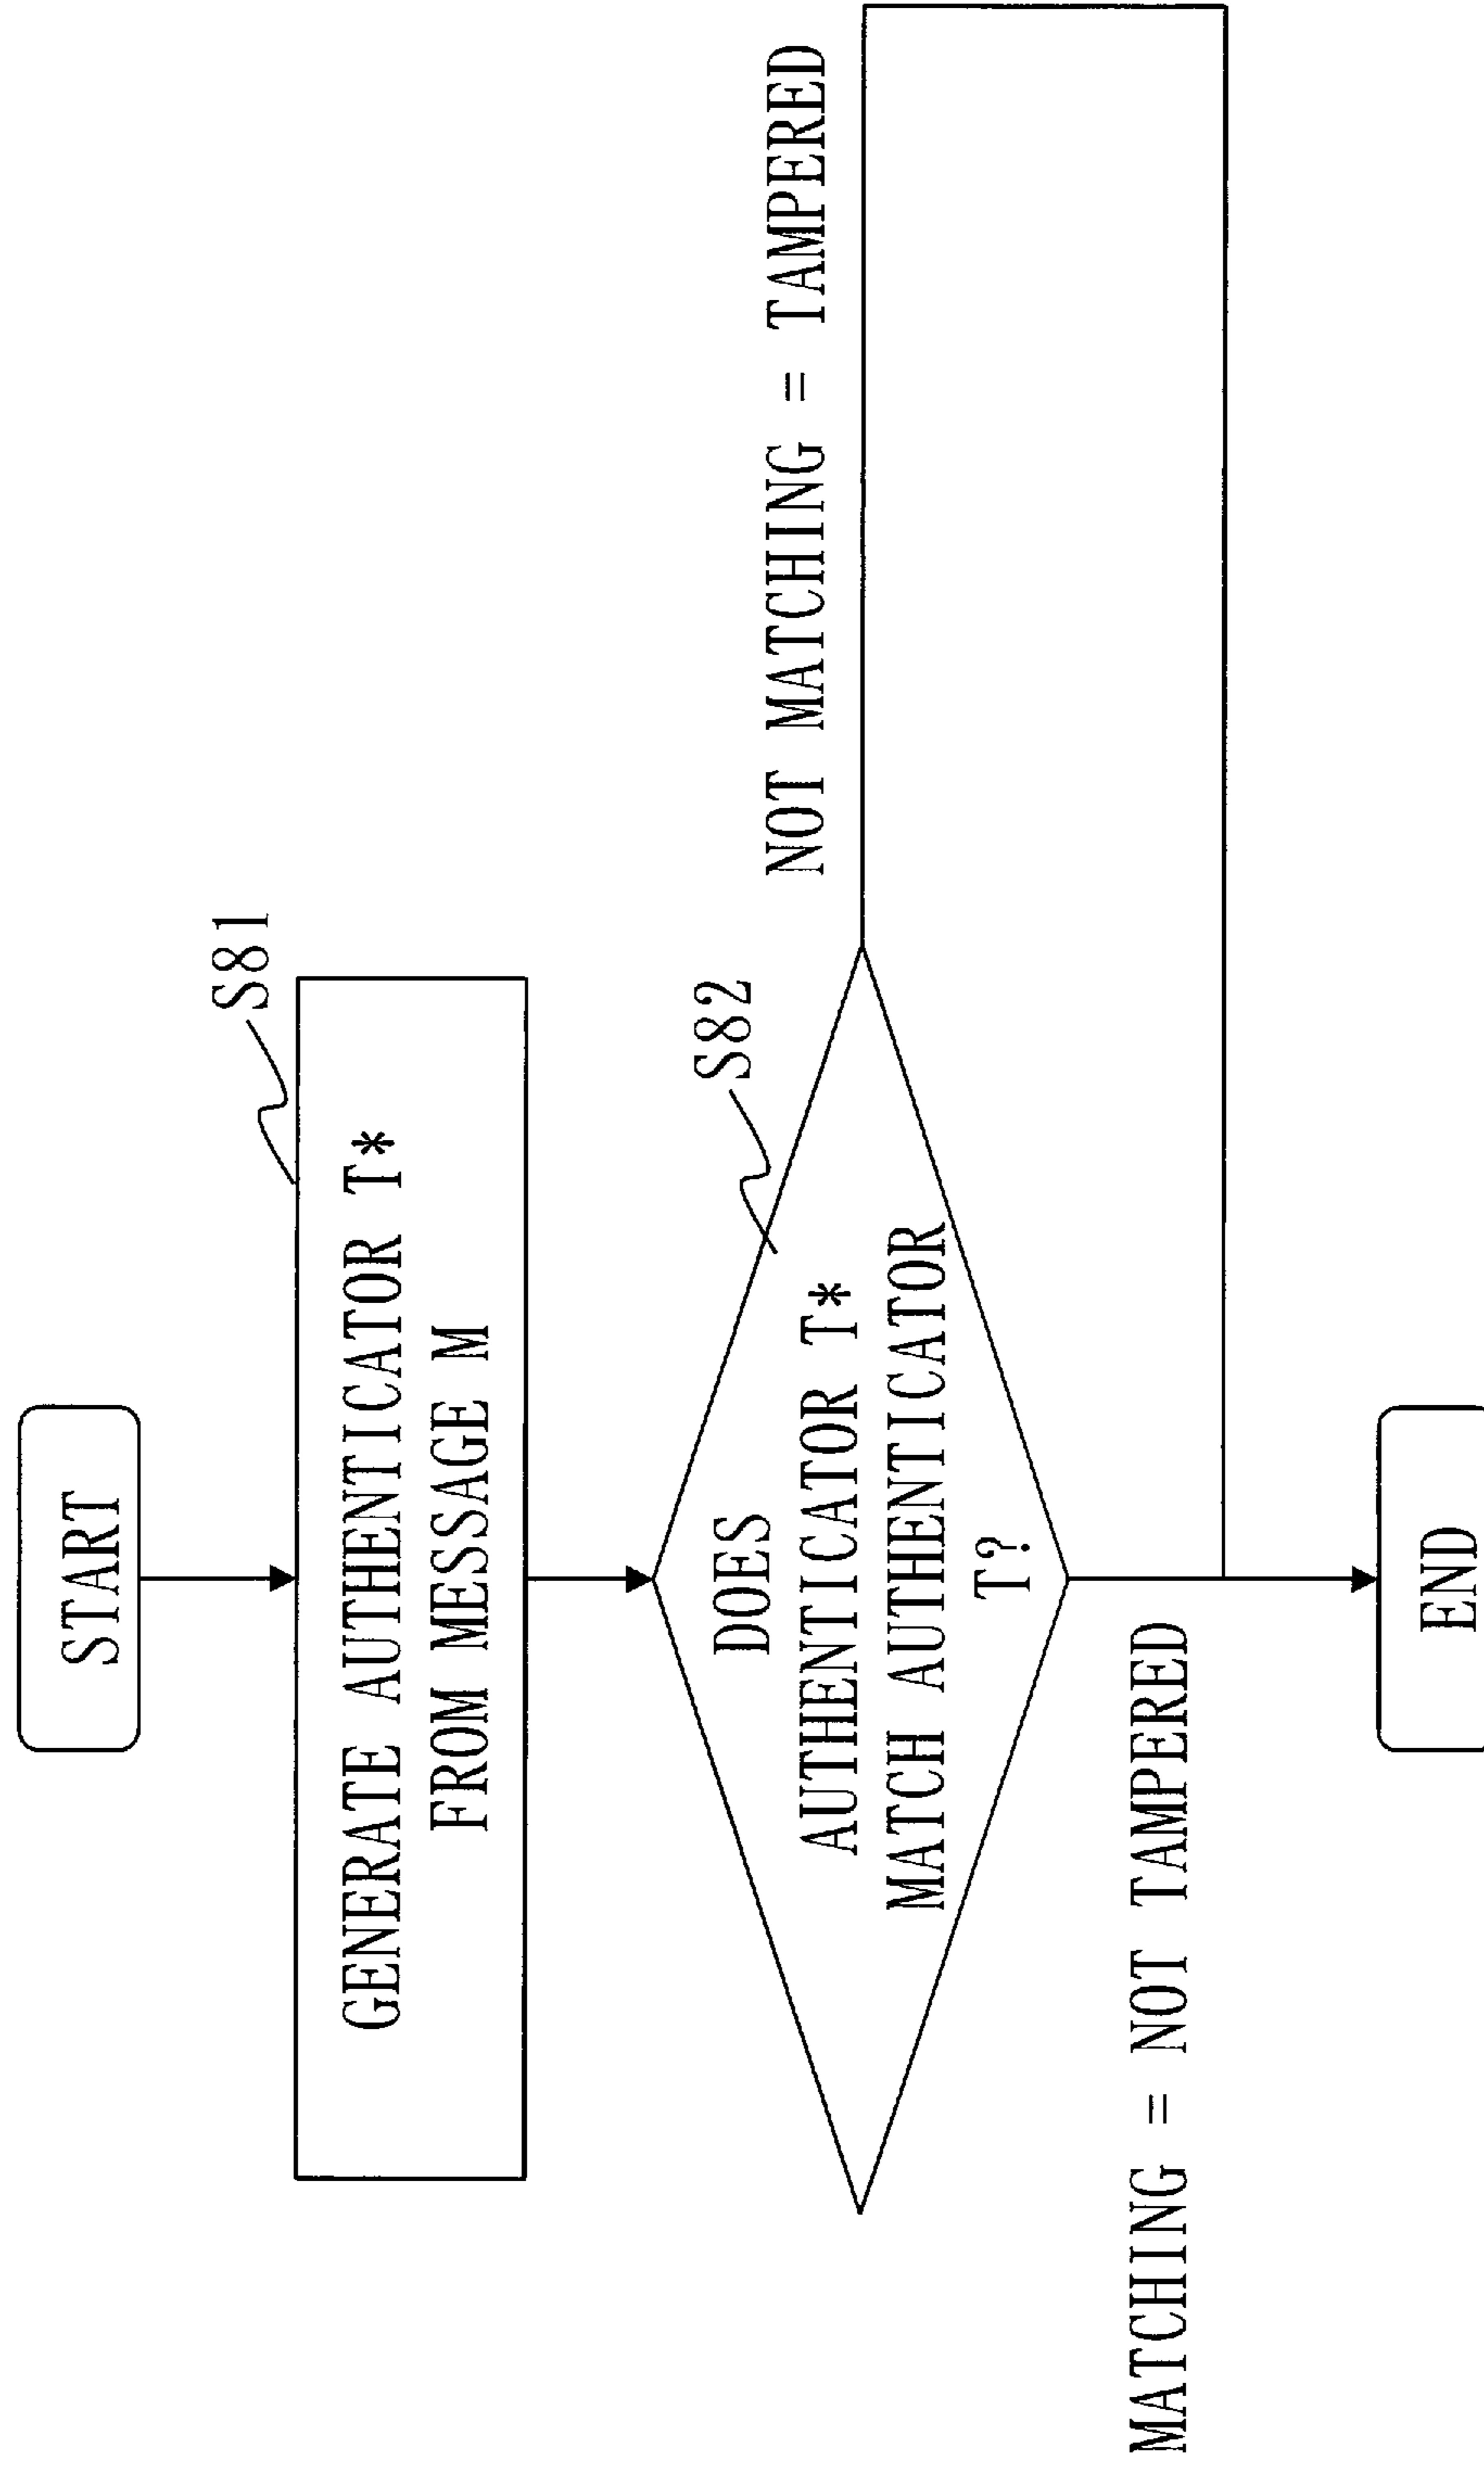 START
S81
GENERATE AUTHENTICATOR T*
FROM MESSAGE M
S82
DOES
AUTHENTICATOR T*
MATCH AUTHENTICATOR
T?
NOT MATCHING = TAMPERED
MATCHING = NOT TAMPERED
END